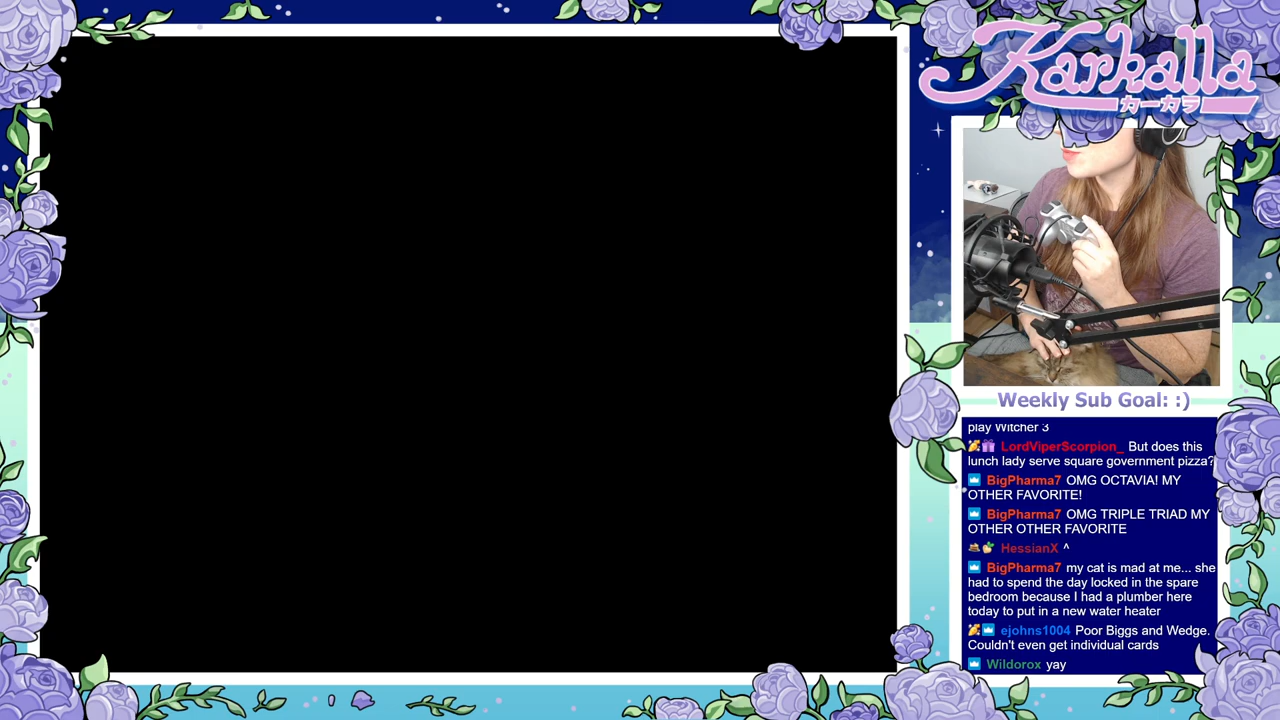 Karkalla
カーカラ
Weekly Sub Goal: :)
play Witcher 3
LordViperScorpion_ But does this
lunch lady serve square government pizza?
BigPharma7 OMG OCTAVIA! MY
OTHER FAVORITE!
BigPharma7 OMG TRIPLE TRIAD MY
OTHER OTHER FAVORITE
HessianX ^
BigPharma7 my cat is mad at me... she
had to spend the day locked in the spare
bedroom because I had a plumber here
today to put in a new water heater
ejohns1004 Poor Biggs and Wedge.
Couldn't even get individual cards
Wildorox yay